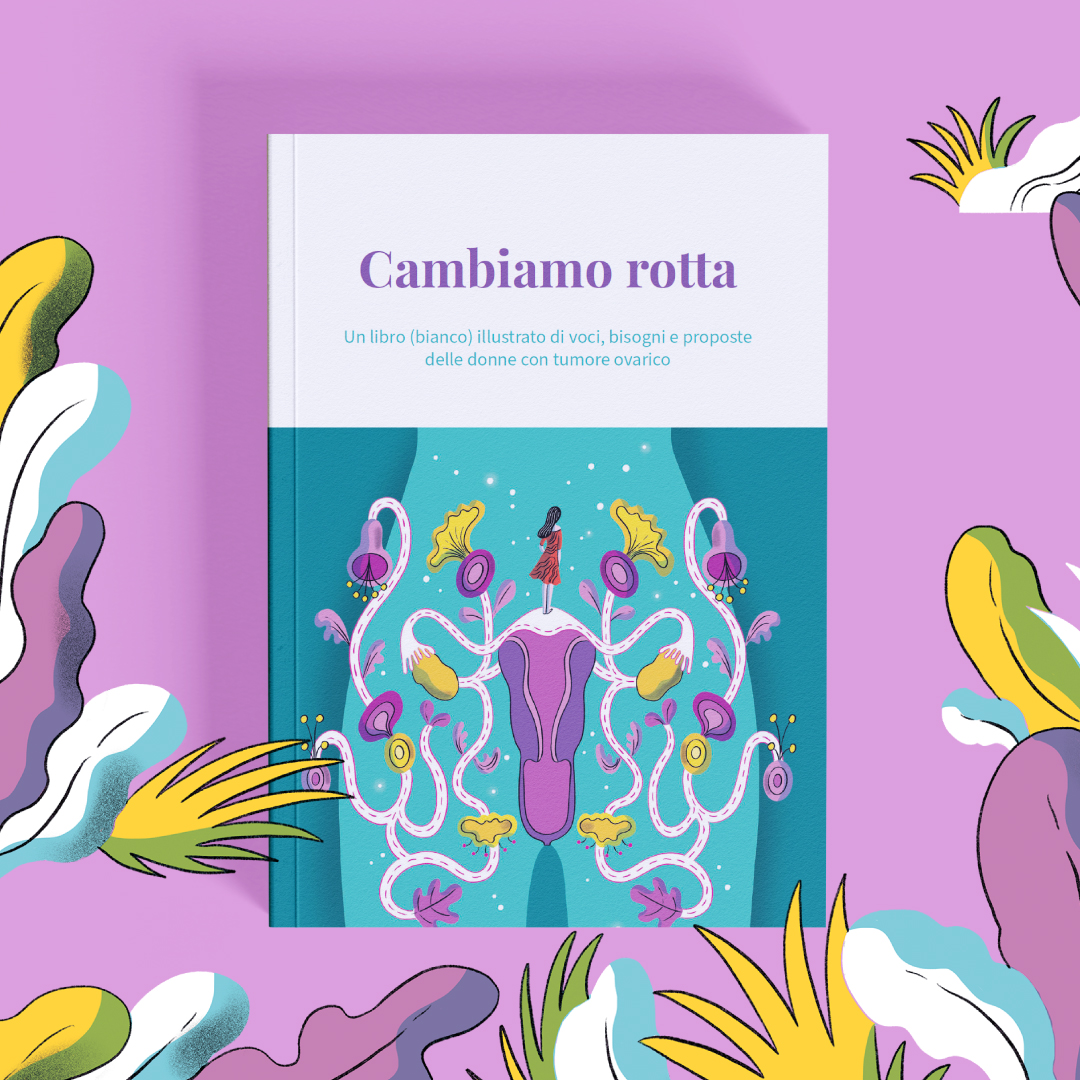 Cambiamo rotta
Un libro (bianco) illustrato di voci, bisogni e proposte
delle donne con tumore ovarico